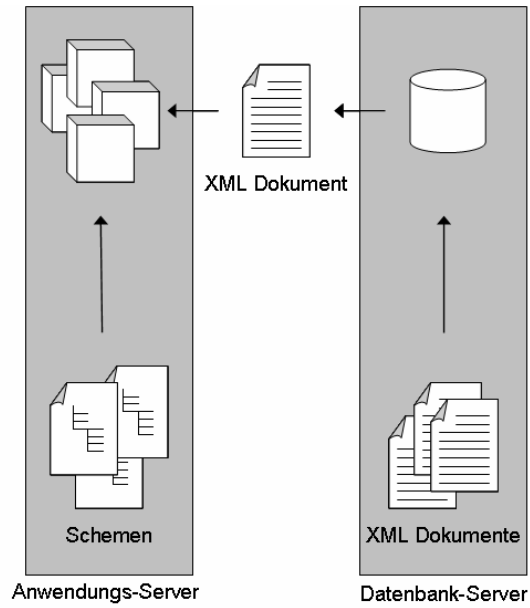 XML Dokument
Schemen
XML Dokumente
Anwendungs-Server
Datenbank-Server